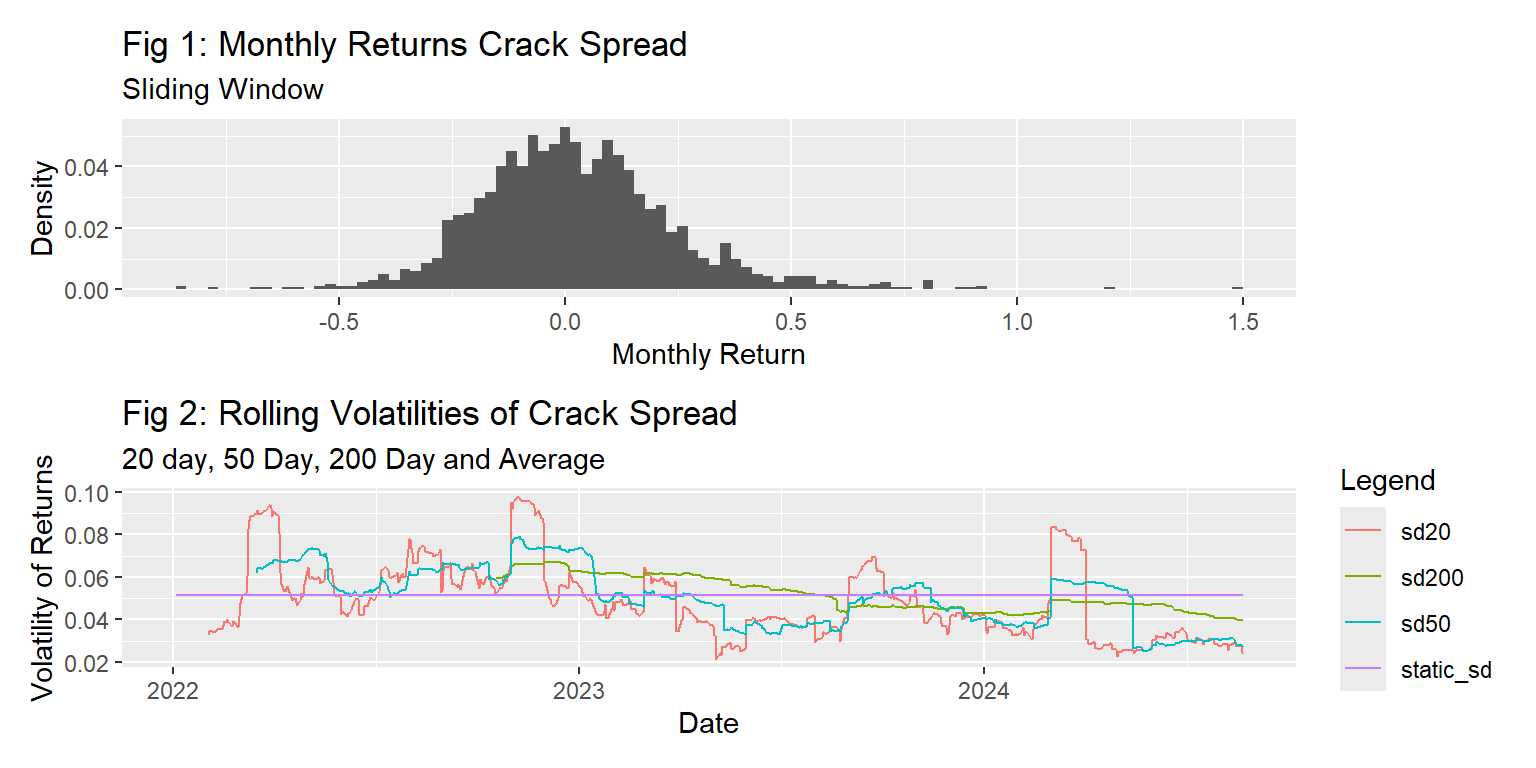 Fig 1: Monthly Returns Crack Spread
Sliding Window
Density
0.04
0.02
0.00
-0.5 0.0 0.5 1.0 1.5
Monthly Return
Fig 2: Rolling Volatilities of Crack Spread
20 day, 50 Day, 200 Day and Average
Volatility of Returns
0.10
0.08
0.06
0.04
0.02
2022 2023 2024
Date
Legend
sd20
sd200
sd50
static_sd